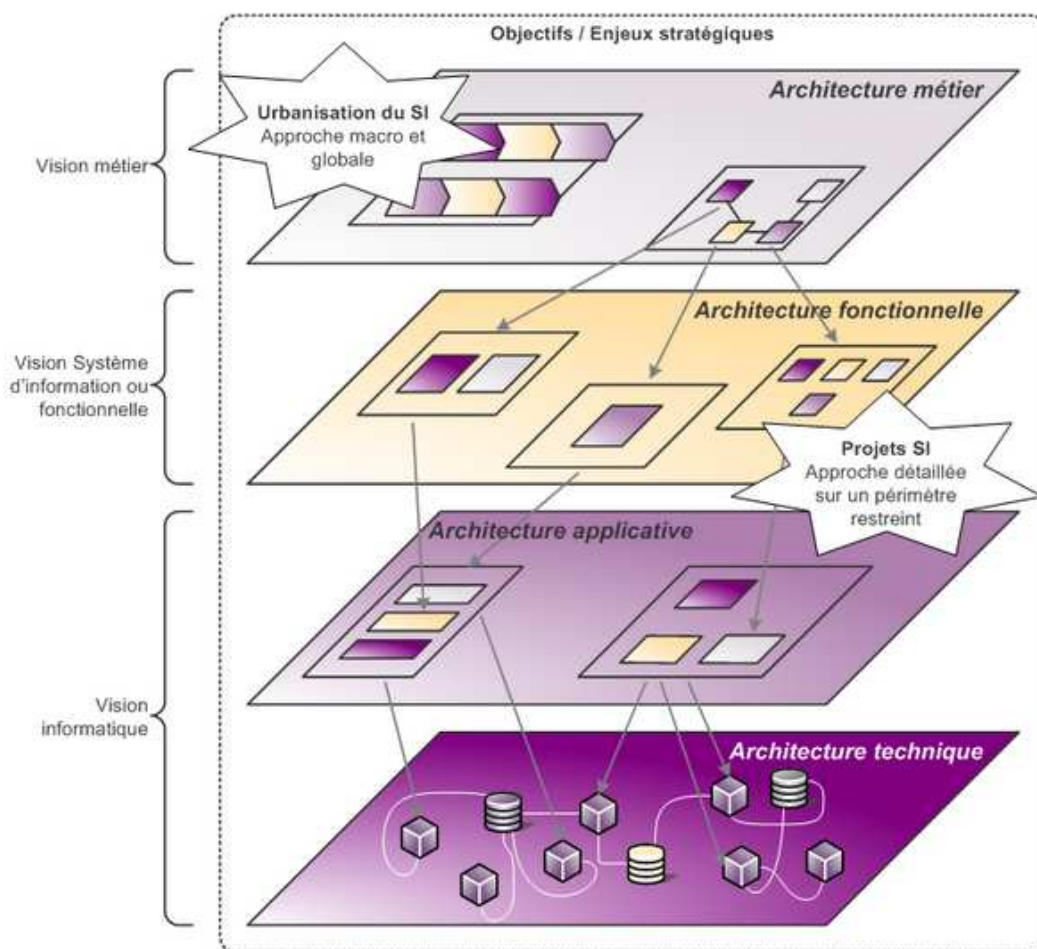 Objectifs / Enjeux stratégiques
Architecture métier
Urbanisation du SI
Approche macro et
globale
Vision métier
Architecture fonctionnelle
Vision Système
d'information ou
fonctionnelle
Projets SI
Approche détaillée
sur un périmètre
restreint
Architecture applicative
Vision
informatique
Architecture technique